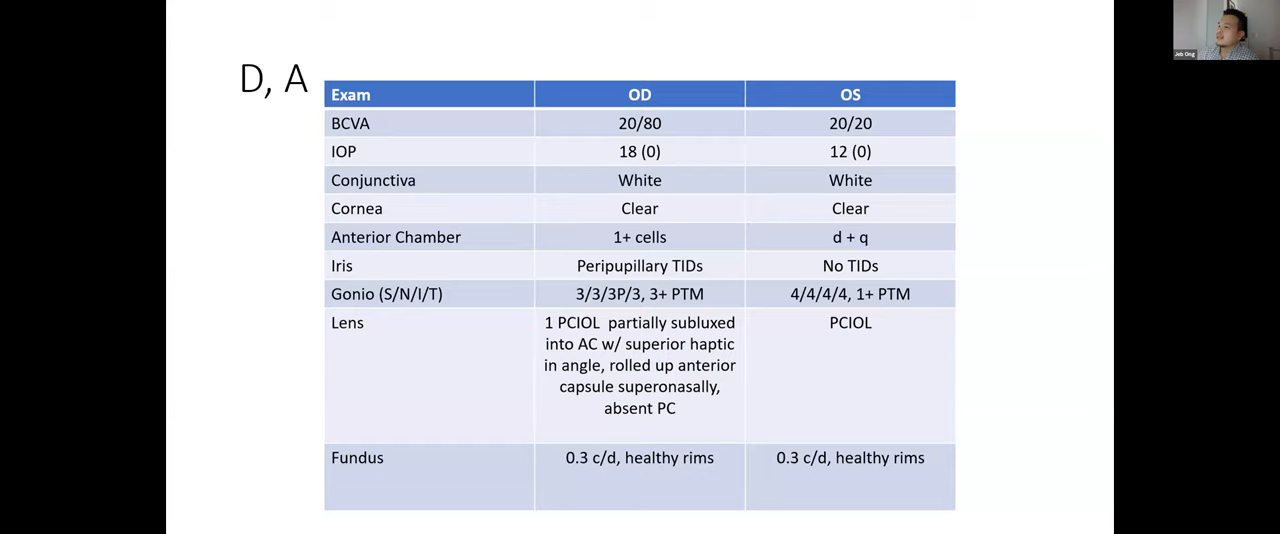 D, A
Exam OD OS
BCVA 20/80 20/20
IOP 18 (0) 12 (0)
Conjunctiva White White
Cornea Clear Clear
Anterior Chamber 1+ cells d + q
Iris Peripupillary TIDs No TIDs
Gonio (S/N/I/T) 3/3/3P/3, 3+ PTM 4/4/4/4, 1+ PTM
Lens 1 PCIOL partially subluxed PCIOL
into AC w/ superior haptic
in angle, rolled up anterior
capsule superonasally,
absent PC
Fundus 0.3 c/d, healthy rims 0.3 c/d, healthy rims
Jeb Ong